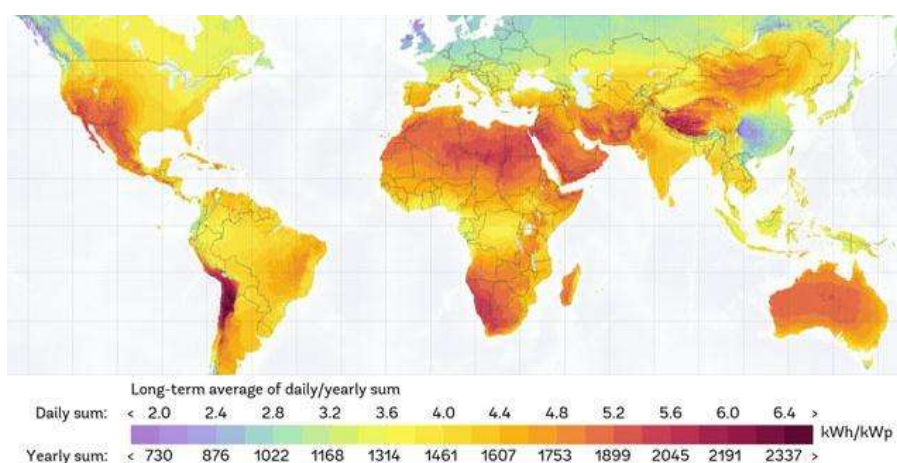 Long-term average of daily/yearly sum
Daily sum: < 2.0 2.4 2.8 3.2 3.6 4.0 4.4 4.8 5.2 5.6 6.0 6.4 >
kWh/kWp
Yearly sum: < 730 876 1022 1168 1314 1461 1607 1753 1899 2045 2191 2337 >